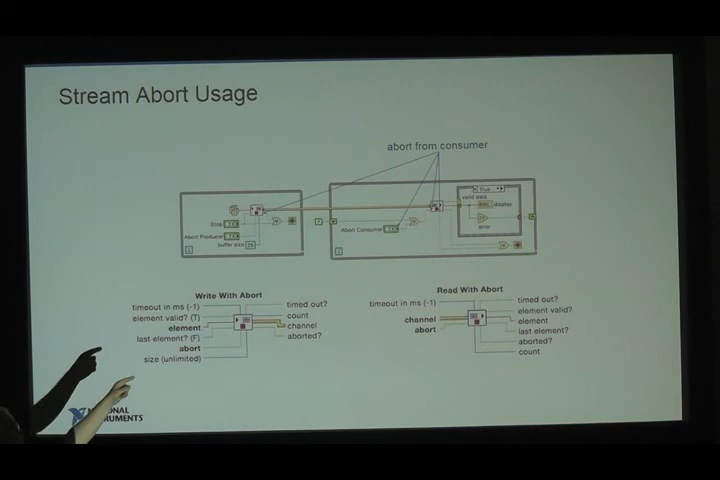 Stream Abort Usage
abort from consumer
True
valid data
display
error
Stop
Abort Producer
buffer size 25
Abort Consumer
Write With Abort
timeout in ms (-1)
element valid? (T)
element
last element? (F)
abort
size (unlimited)
timed out?
count
channel
aborted?
Read With Abort
timeout in ms (-1)
channel
abort
timed out?
element valid?
element
last element?
aborted?
count